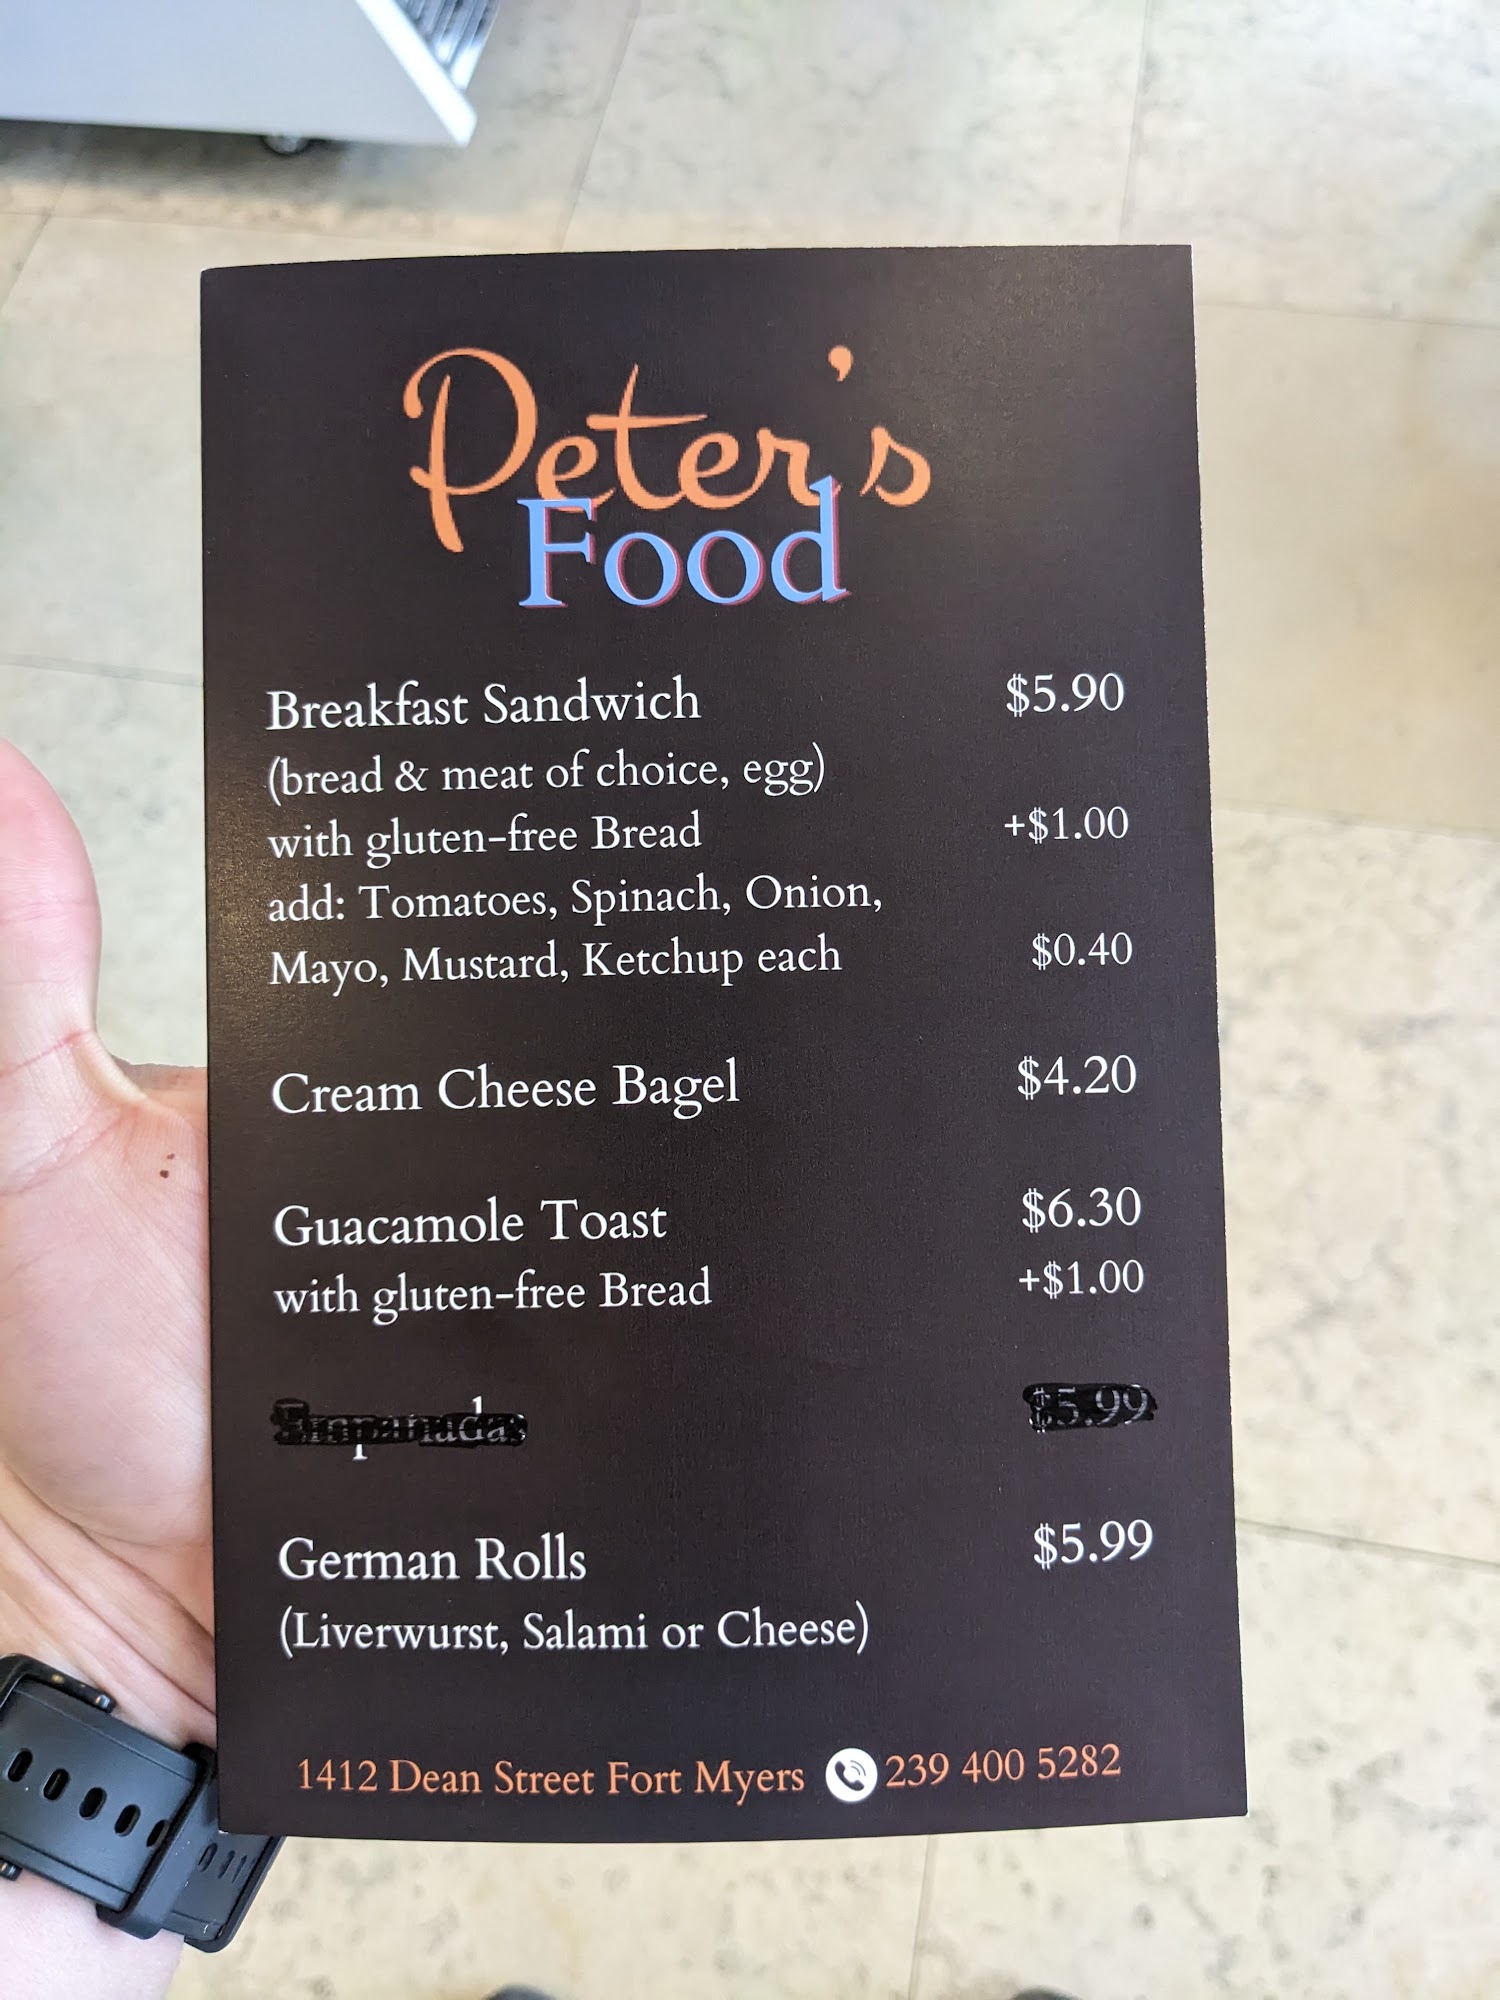 Peter's
Food
Breakfast Sandwich $5.90
(bread & meat of choice, egg)
with gluten-free Bread +$1.00
add: Tomatoes, Spinach, Onion,
Mayo, Mustard, Ketchup each $0.40
Cream Cheese Bagel $4.20
Guacamole Toast $6.30
with gluten-free Bread +$1.00
Empanadas $5.99
German Rolls $5.99
(Liverwurst, Salami or Cheese)
1412 Dean Street Fort Myers 239 400 5282